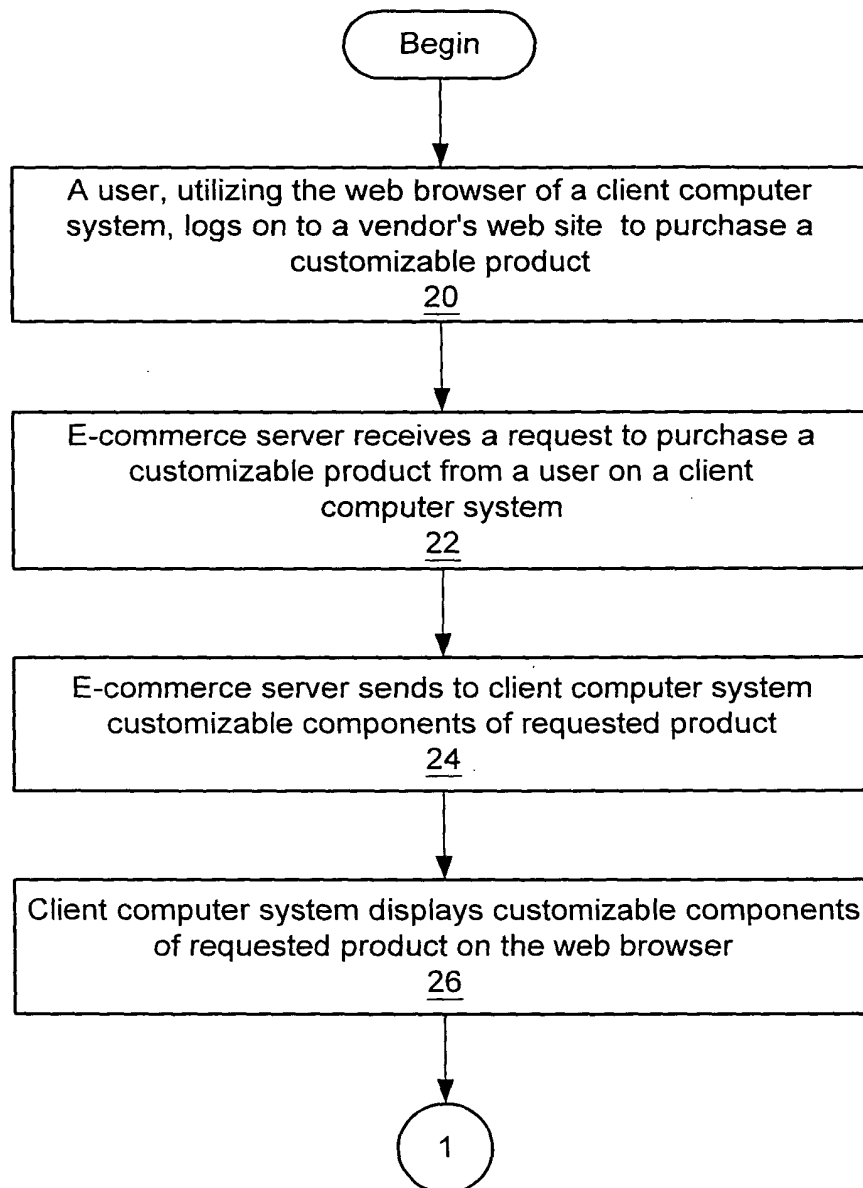 Begin
A user, utilizing the web browser of a client computer
system, logs on to a vendor's web site to purchase a
customizable product
20
E-commerce server receives a request to purchase a
customizable product from a user on a client
computer system
22
E-commerce server sends to client computer system
customizable components of requested product
24
Client computer system displays customizable components
of requested product on the web browser
26
1